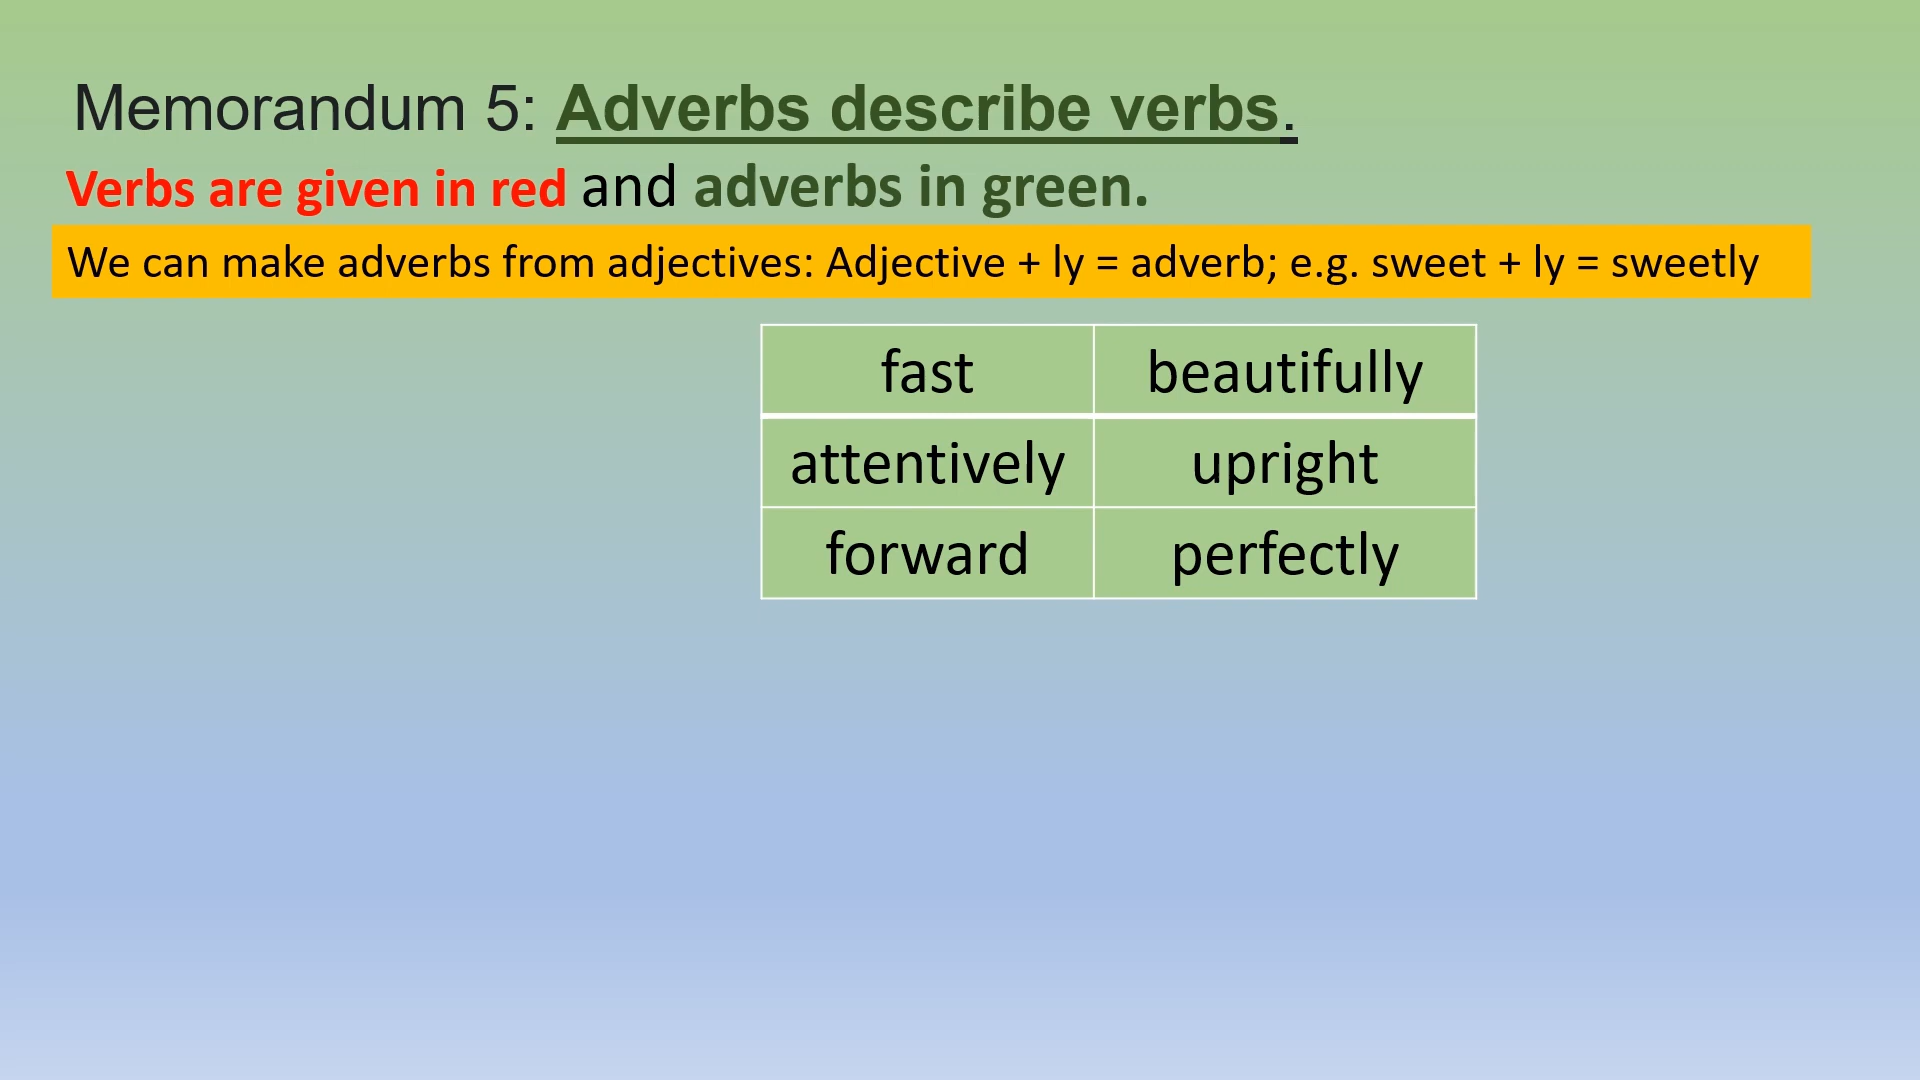 Memorandum 5: Adverbs describe verbs.
Verbs are given in red and adverbs in green.
We can make adverbs from adjectives: Adjective + ly = adverb; e.g. sweet + ly = sweetly
fast beautifully
attentively upright
forward perfectly